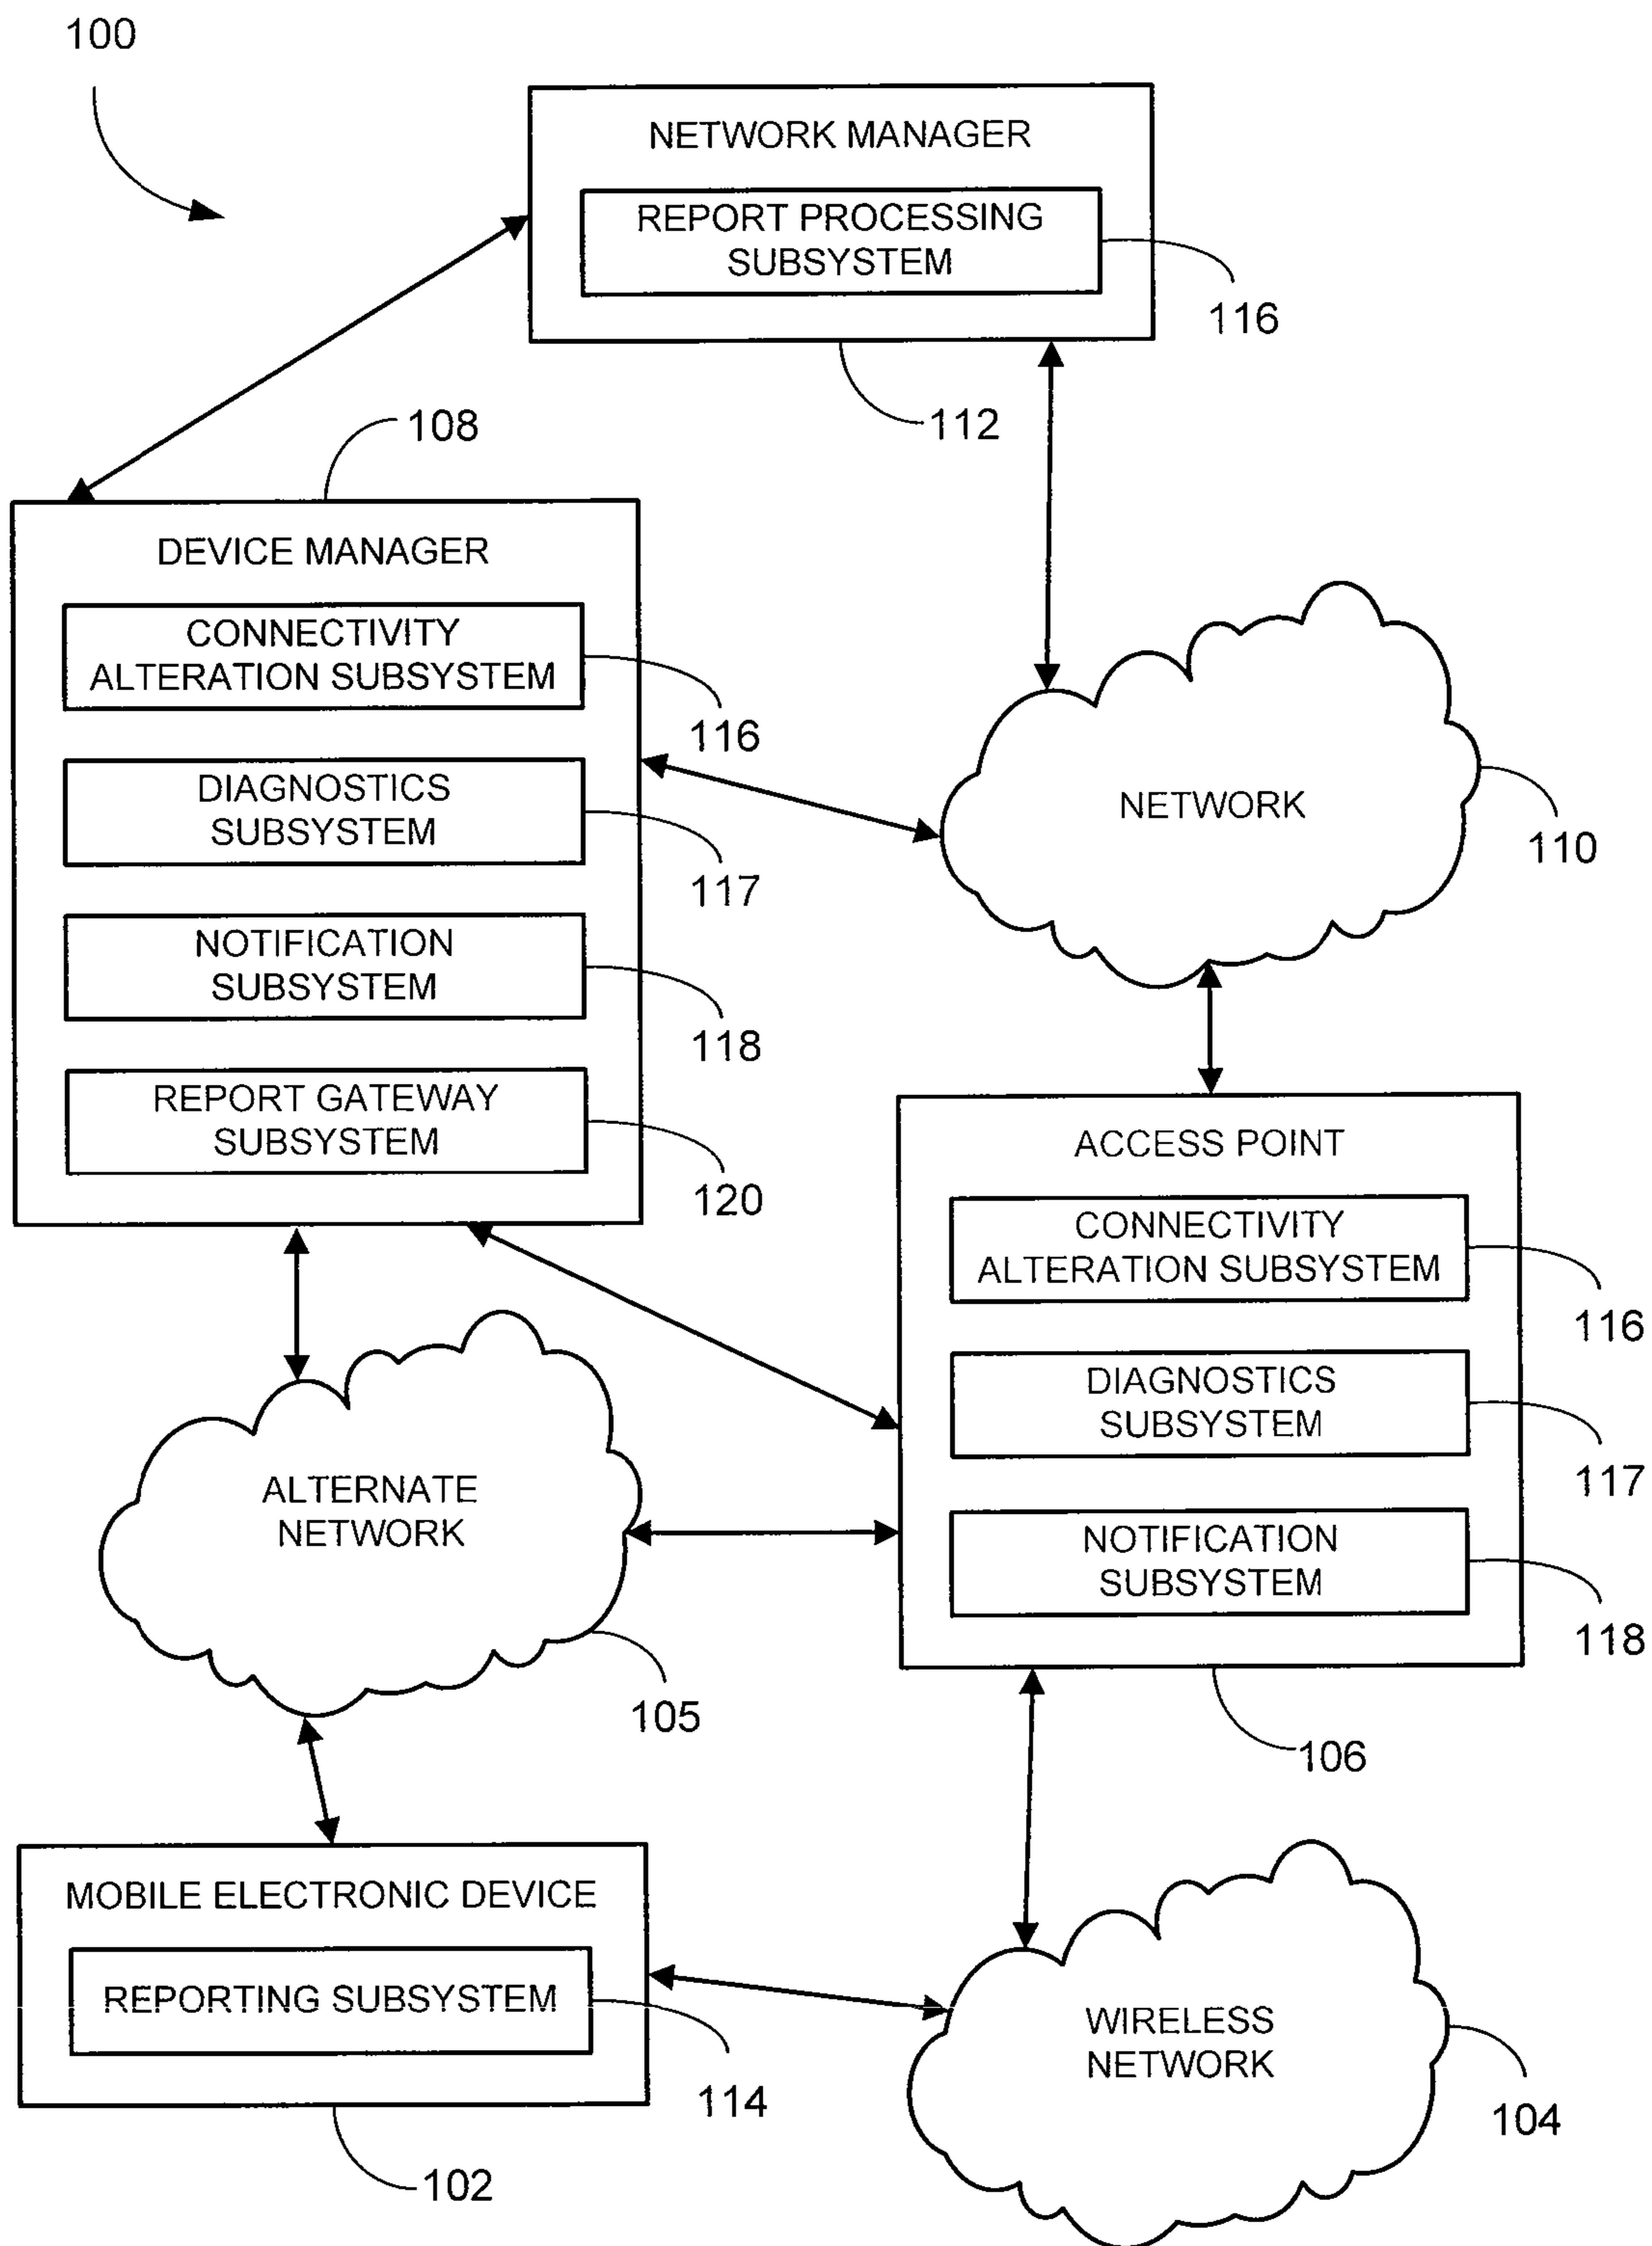 100
NETWORK MANAGER
REPORT PROCESSING
SUBSYSTEM
116
112
108
DEVICE MANAGER
CONNECTIVITY
ALTERATION SUBSYSTEM
116
DIAGNOSTICS
SUBSYSTEM
117
NOTIFICATION
SUBSYSTEM
118
REPORT GATEWAY
SUBSYSTEM
120
NETWORK
110
ACCESS POINT
CONNECTIVITY
ALTERATION SUBSYSTEM
116
DIAGNOSTICS
SUBSYSTEM
117
NOTIFICATION
SUBSYSTEM
118
106
ALTERNATE
NETWORK
105
MOBILE ELECTRONIC DEVICE
REPORTING SUBSYSTEM
114
102
WIRELESS
NETWORK
104